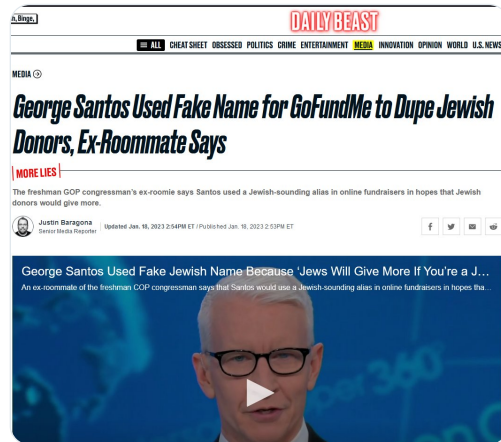 h, Binge,
DAILY BEAST
≡ ALL CHEAT SHEET OBSESSED POLITICS CRIME ENTERTAINMENT MEDIA INNOVATION OPINION WORLD U.S. NEWS
MEDIA
George Santos Used Fake Name for GoFundMe to Dupe Jewish
Donors, Ex-Roommate Says
MORE LIES
The freshman GOP congressman's ex-roomie says Santos used a Jewish-sounding alias in online fundraisers in hopes that Jewish
donors would give more.
Justin Baragona
Senior Media Reporter
Updated Jan. 18, 2023 2:54PM ET / Published Jan. 18, 2023 2:53PM ET
George Santos Used Fake Jewish Name Because 'Jews Will Give More If You're a J...
An ex-roommate of the freshman GOP congressman says that Santos would use a Jewish-sounding alias in online fundraisers in hopes tha...
per 360°